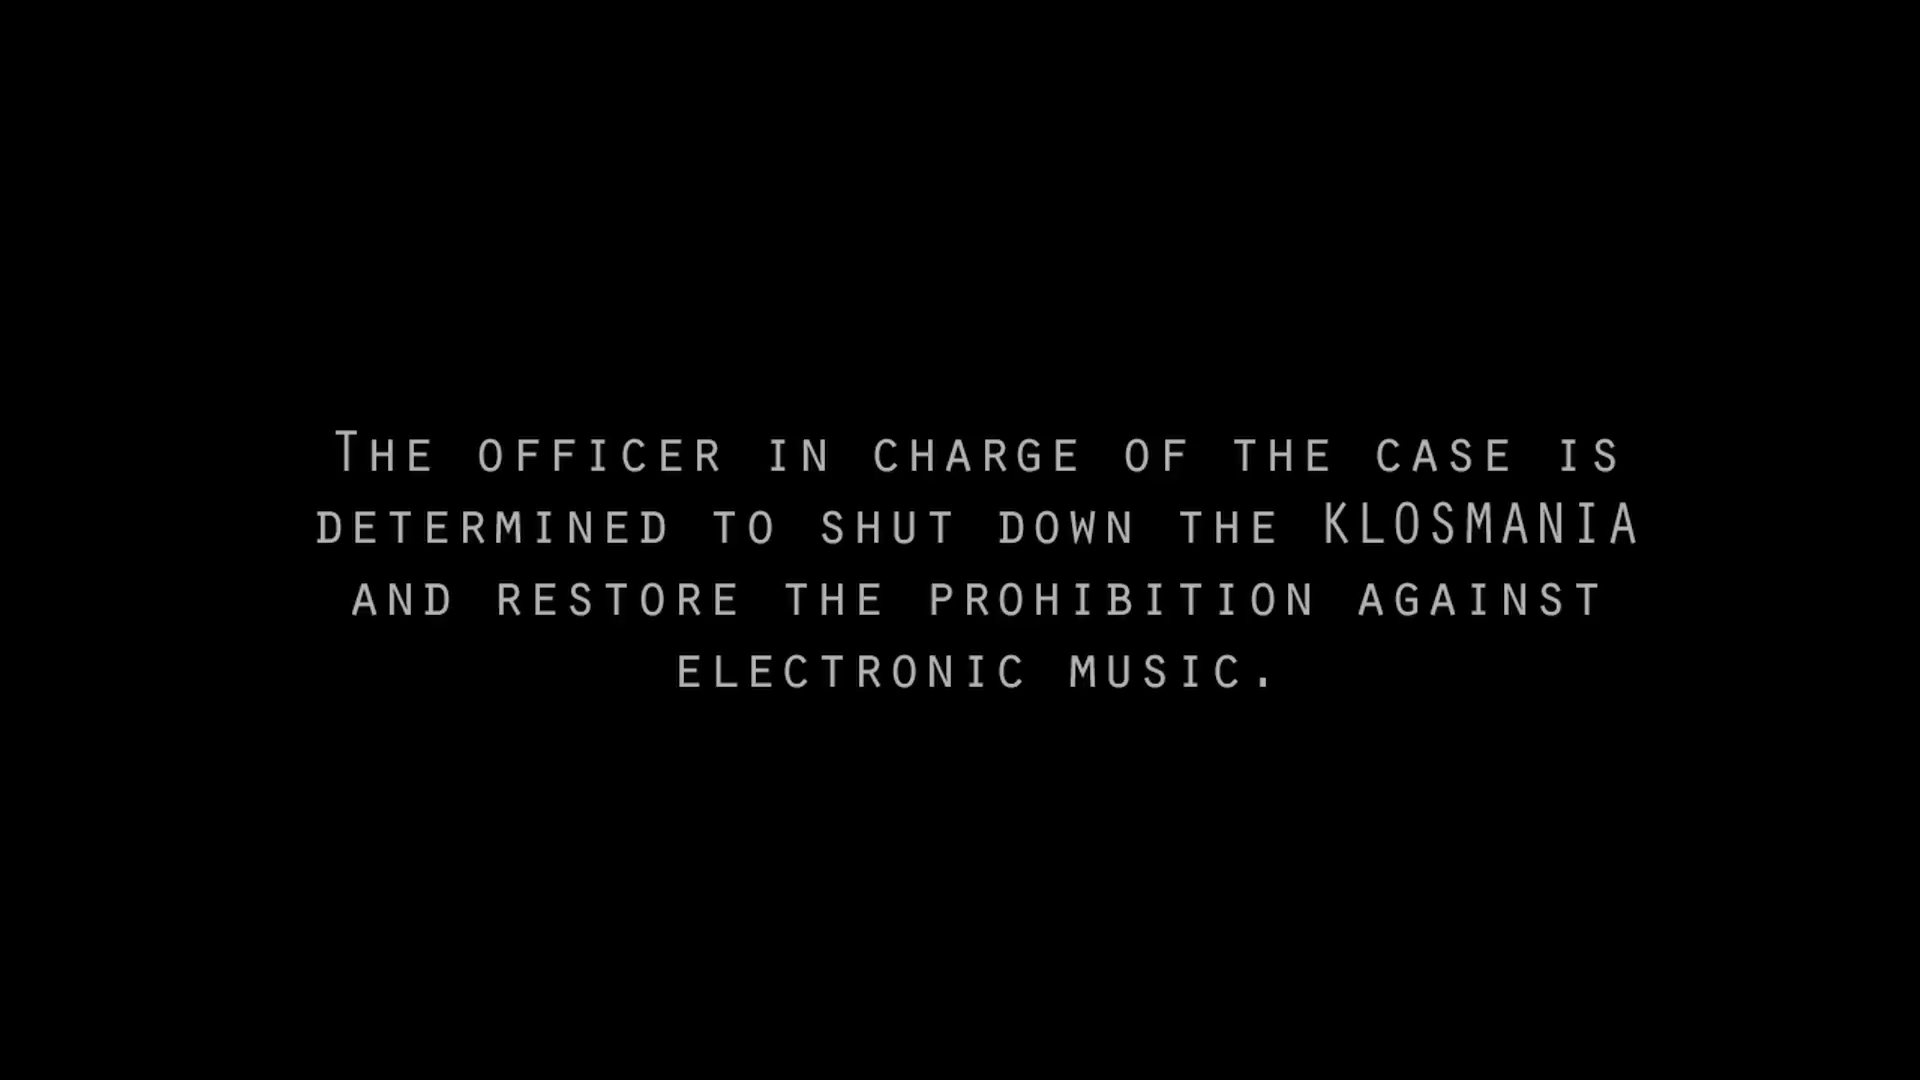 The officer in charge of the case is
determined to shut down the KLOSMANIA
and restore the prohibition against
electronic music.